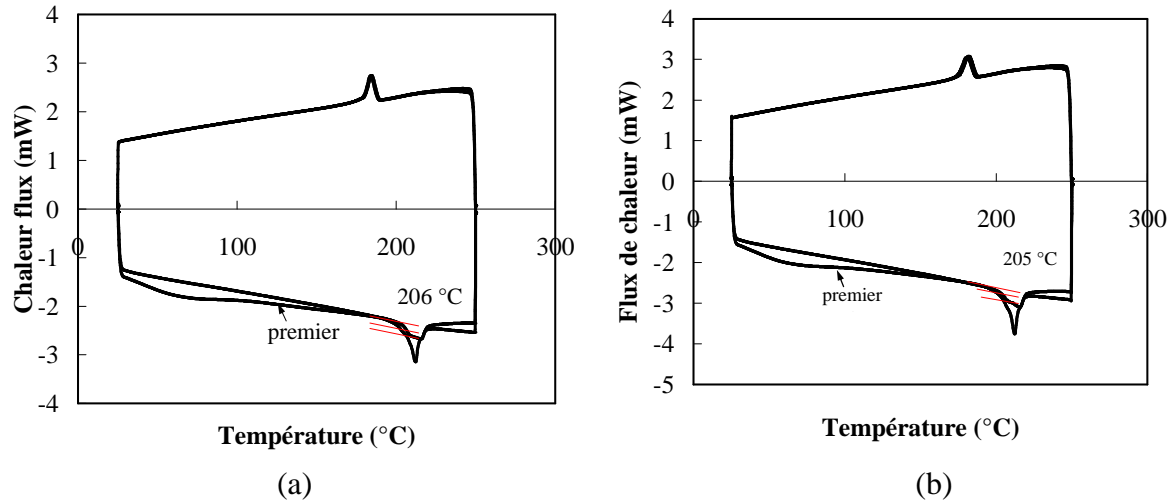 4
3
2
1
0
-1
-2
-3
-4
0
100
200
300
Chaleur flux (mW)
206 °C
premier
Température (°C)
(a)
4
3
2
1
0
-1
-2
-3
-4
-5
0
100
200
300
Flux de chaleur (mW)
205 °C
premier
Température (°C)
(b)